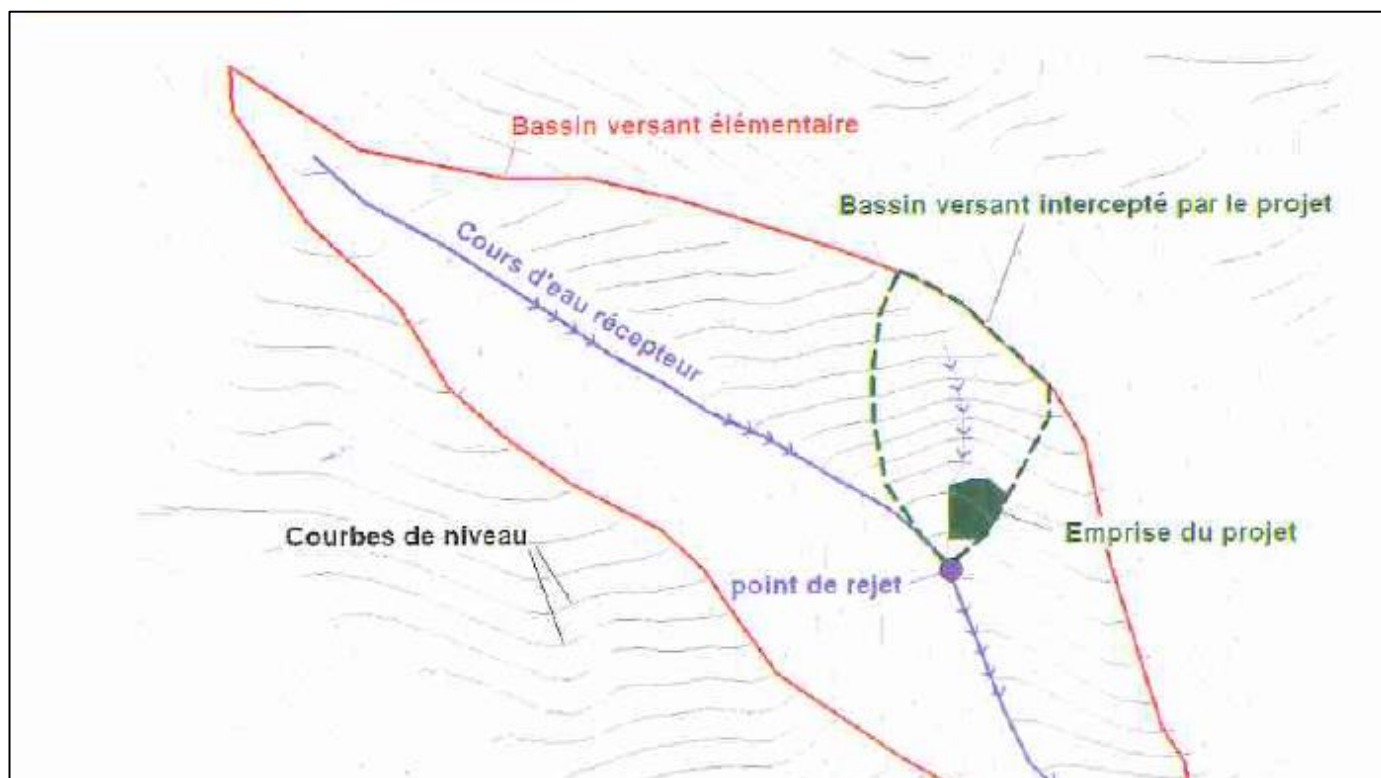 Bassin versant élémentaire
Bassin versant intercepté par le projet
Cours d'eau récepteur
Courbes de niveau
Emprise du projet
point de rejet